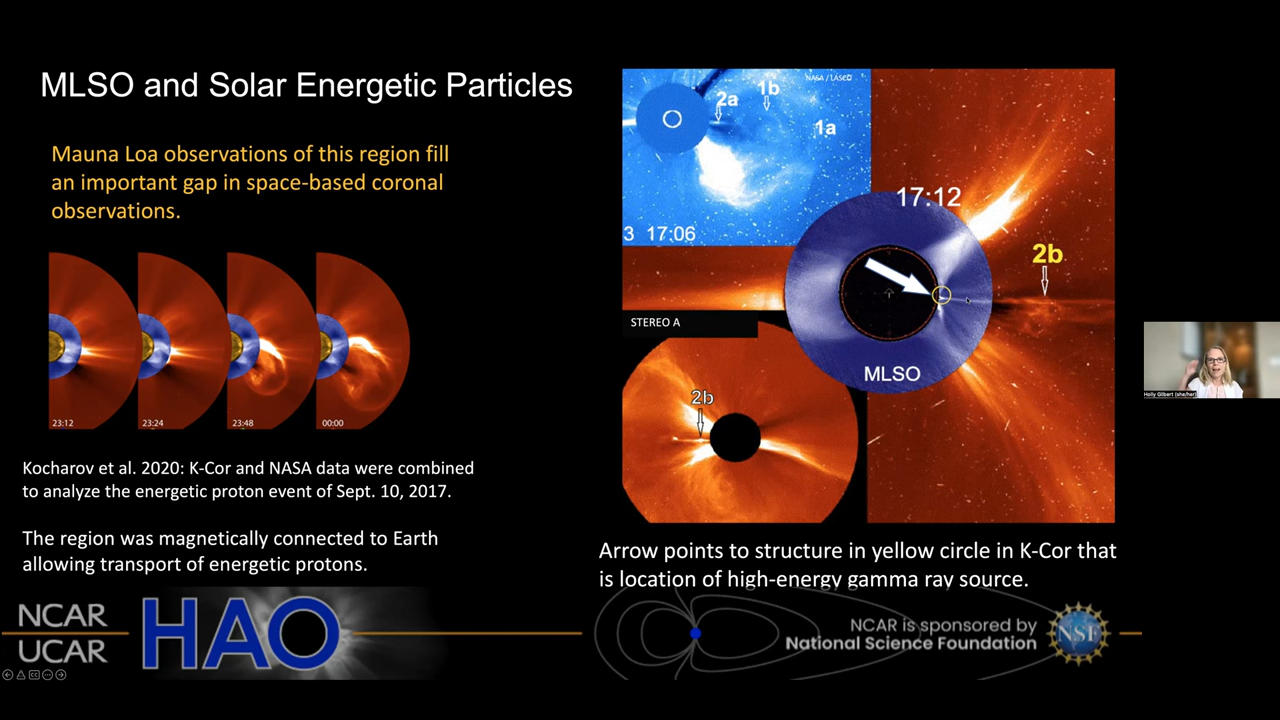 MLSO and Solar Energetic Particles
Mauna Loa observations of this region fill
an important gap in space-based coronal
observations.
23:12
23:24
23:48
00:00
Kocharov et al. 2020: K-Cor and NASA data were combined
to analyze the energetic proton event of Sept. 10, 2017.
The region was magnetically connected to Earth
allowing transport of energetic protons.
NASA / LASCO
1b
2a
1a
3 17:06
17:12
2b
STEREO A
MLSO
2b
Arrow points to structure in yellow circle in K-Cor that
is location of high-energy gamma ray source.
NCAR
UCAR
HAO
NCAR is sponsored by
National Science Foundation
NSF
CC
Holly Gilbert (she/her)